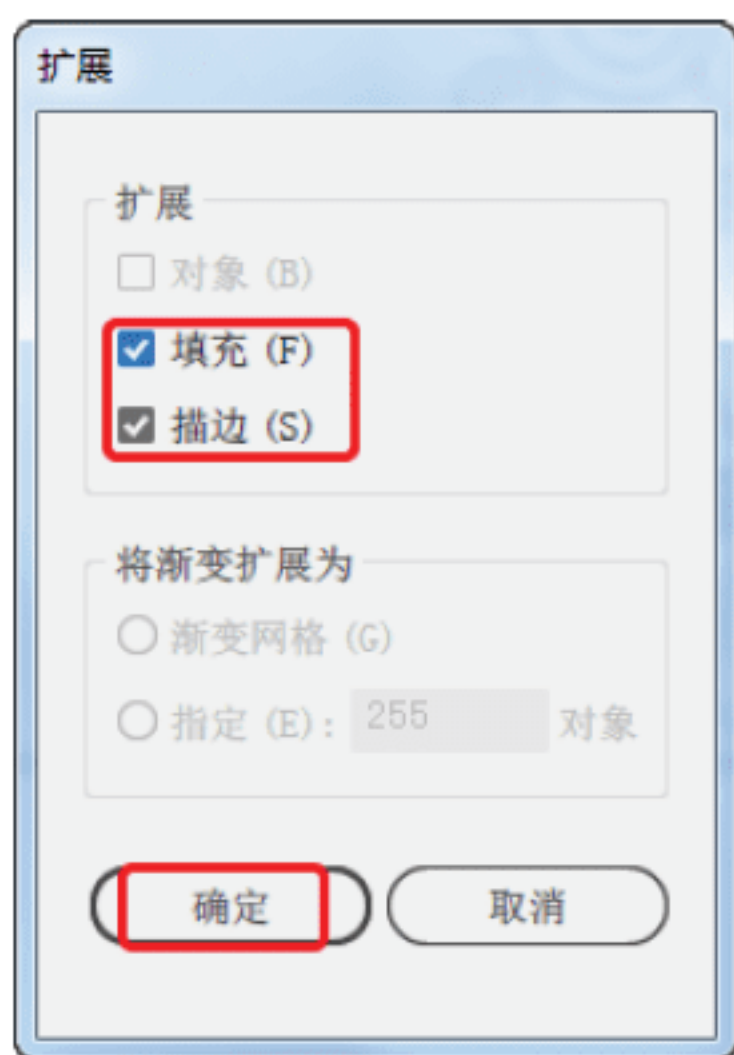 扩展
扩展
对象 (B)
填充 (F)
描边 (S)
将渐变扩展为
渐变网格 (G)
指定 (E): 255 对象
确定 取消